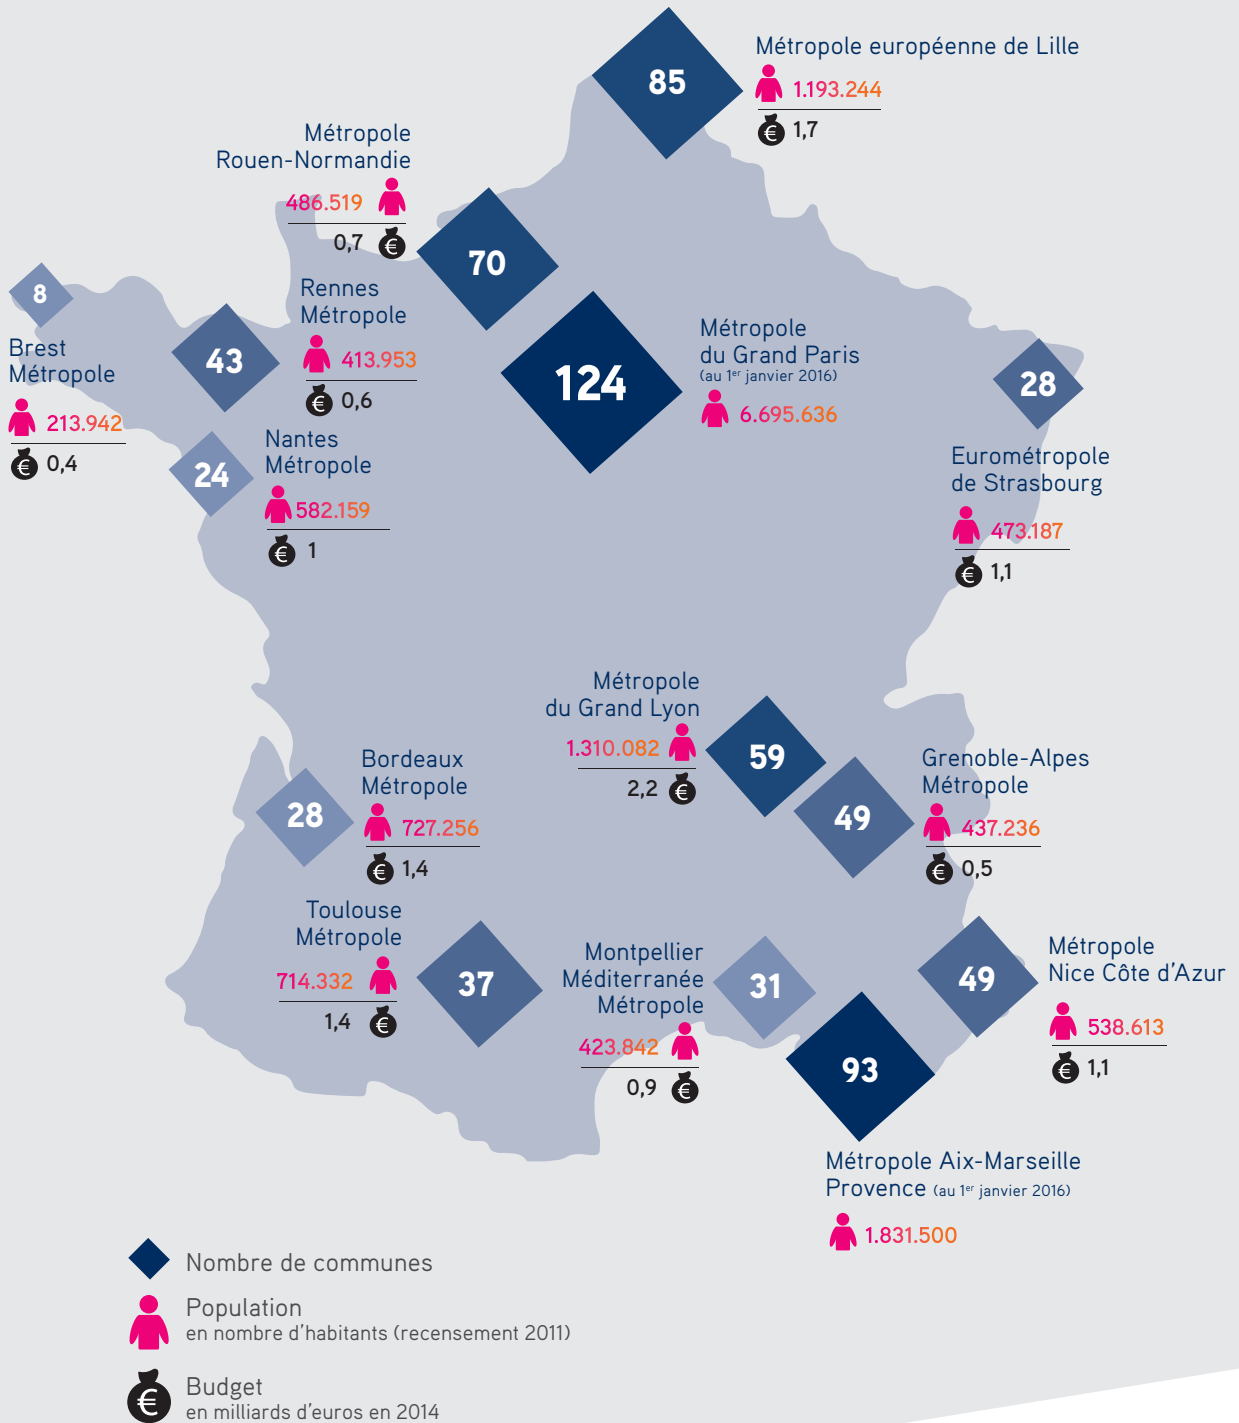 85
Métropole européenne de Lille
1.193.244
1,7
Métropole
Rouen-Normandie
486.519
0,7
70
8
Brest
Métropole
213.942
0,4
43
Rennes
Métropole
413.953
0,6
124
Métropole
du Grand Paris
(au 1er janvier 2016)
6.695.636
28
Eurométropole
de Strasbourg
473.187
1,1
24
Nantes
Métropole
582.159
1
Métropole
du Grand Lyon
1.310.082
2,2
59
49
Grenoble-Alpes
Métropole
437.236
0,5
28
Bordeaux
Métropole
727.256
1,4
Toulouse
Métropole
714.332
1,4
37
Montpellier
Méditerranée
Métropole
423.842
0,9
31
49
Métropole
Nice Côte d’Azur
538.613
1,1
93
Métropole Aix-Marseille
Provence (au 1er janvier 2016)
1.831.500
Nombre de communes
Population
en nombre d’habitants (recensement 2011)
€
Budget
en milliards d’euros en 2014